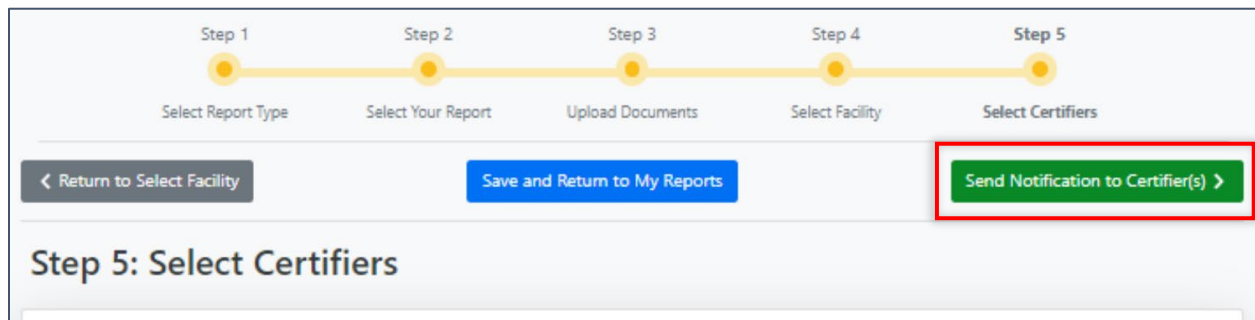 Step 1 Step 2 Step 3 Step 4 Step 5
Select Report Type Select Your Report Upload Documents Select Facility Select Certifiers
Return to Select Facility Save and Return to My Reports Send Notification to Certifier(s)
Step 5: Select Certifiers